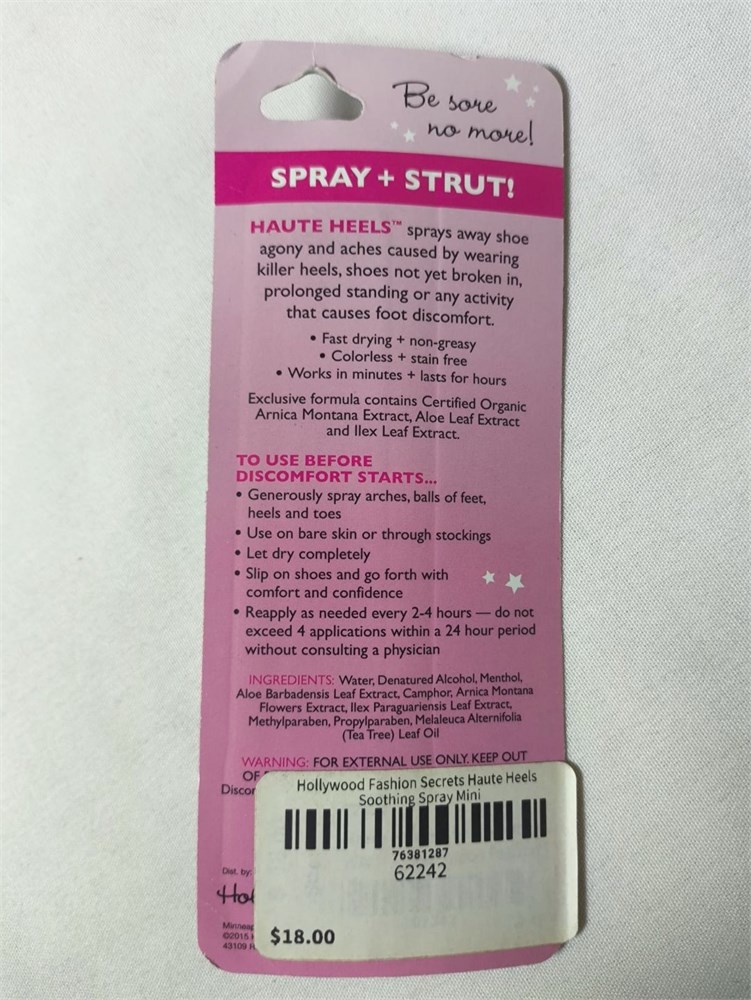 Be sore
no more!
SPRAY + STRUT!
HAUTE HEELS™ sprays away shoe
agony and aches caused by wearing
killer heels, shoes not yet broken in,
prolonged standing or any activity
that causes foot discomfort.
• Fast drying + non-greasy
• Colorless + stain free
• Works in minutes + lasts for hours
Exclusive formula contains Certified Organic
Arnica Montana Extract, Aloe Leaf Extract
and Ilex Leaf Extract.
TO USE BEFORE
DISCOMFORT STARTS...
• Generously spray arches, balls of feet,
heels and toes
• Use on bare skin or through stockings
• Let dry completely
• Slip on shoes and go forth with
comfort and confidence
• Reapply as needed every 2-4 hours — do not
exceed 4 applications within a 24 hour period
without consulting a physician
INGREDIENTS: Water, Denatured Alcohol, Menthol,
Aloe Barbadensis Leaf Extract, Camphor, Arnica Montana
Flowers Extract, Ilex Paraguariensis Leaf Extract,
Methylparaben, Propylparaben, Melaleuca Alternifolia
(Tea Tree) Leaf Oil
WARNING: FOR EXTERNAL USE ONLY. KEEP OUT
OF
Hollywood Fashion Secrets Haute Heels
Soothing Spray Mini
76381287
62242
$18.00
Dist. by:
©2015
43109